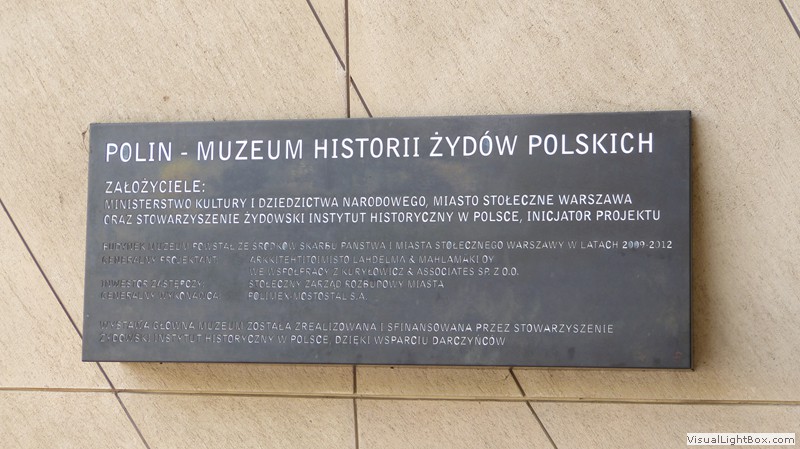 POLIN - MUZEUM HISTORII ŻYDÓW POLSKICH
ZAŁOŻYCIELE:
MINISTERSTWO KULTURY I DZIEDZICTWA NARODOWEGO, MIASTO STOŁECZNE WARSZAWA
ORAZ STOWARZYSZENIE ŻYDOWSKI INSTYTUT HISTORYCZNY W POLSCE, INICJATOR PROJEKTU
BUDYNEK MUZEUM POWSTAŁ ZE ŚRODKÓW SKARBU PAŃSTWA I MIASTA STOŁECZNEGO WARSZAWY W LATACH 2009-2012
GENERALNY PROJEKTANT ARKKITEHTITOIMISTO LAHDELMA & MAHLAMÄKI OY
WE WSPÓŁPRACY Z KURYŁOWICZ & ASSOCIATES SP. Z O.O.
INWESTOR ZASTĘPCZY STOŁECZNY ZARZĄD ROZBUDOWY MIASTA
GENERALNY WYKONAWCA POLIMEX-MOSTOSTAL S.A.
WYSTAWA GŁÓWNA MUZEUM ZOSTAŁA ZREALIZOWANA I SFINANSOWANA PRZEZ STOWARZYSZENIE
ŻYDOWSKI INSTYTUT HISTORYCZNY W POLSCE, DZIĘKI WSPARCIU DARCZYŃCÓW
VisualLightBox.com